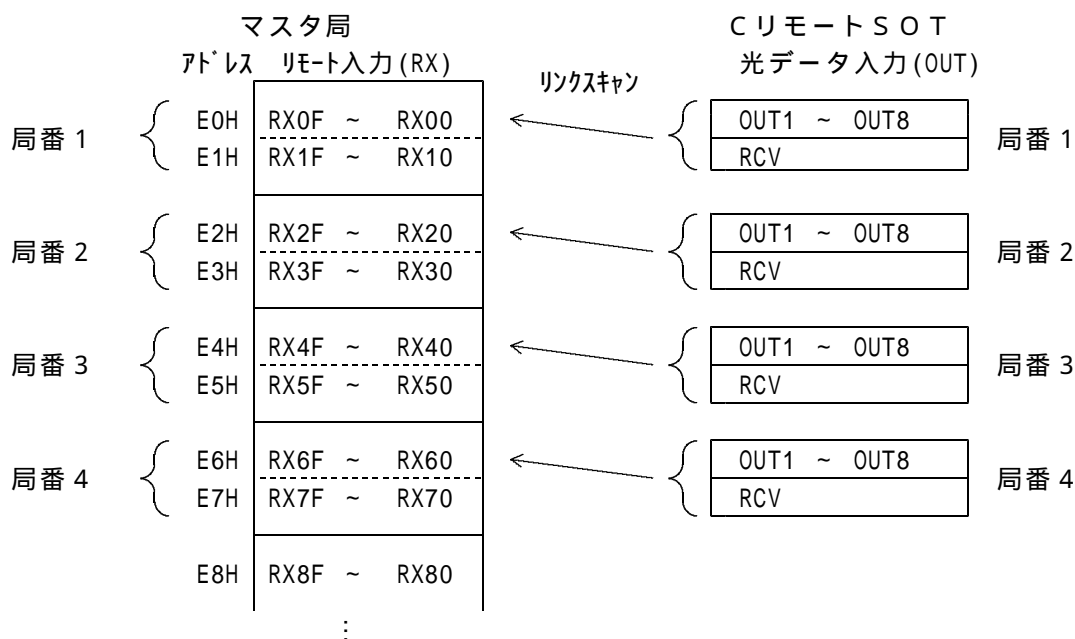 マスタ局 CリモートSOT
アドレス リモート入力(RX) リンクスキャン 光データ入力(OUT)
局番1 E0H RX0F ~ RX00 OUT1 ~ OUT8 局番1
E1H RX1F ~ RX10 RCV
局番2 E2H RX2F ~ RX20 OUT1 ~ OUT8 局番2
E3H RX3F ~ RX30 RCV
局番3 E4H RX4F ~ RX40 OUT1 ~ OUT8 局番3
E5H RX5F ~ RX50 RCV
局番4 E6H RX6F ~ RX60 OUT1 ~ OUT8 局番4
E7H RX7F ~ RX70 RCV
E8H RX8F ~ RX80
⋮